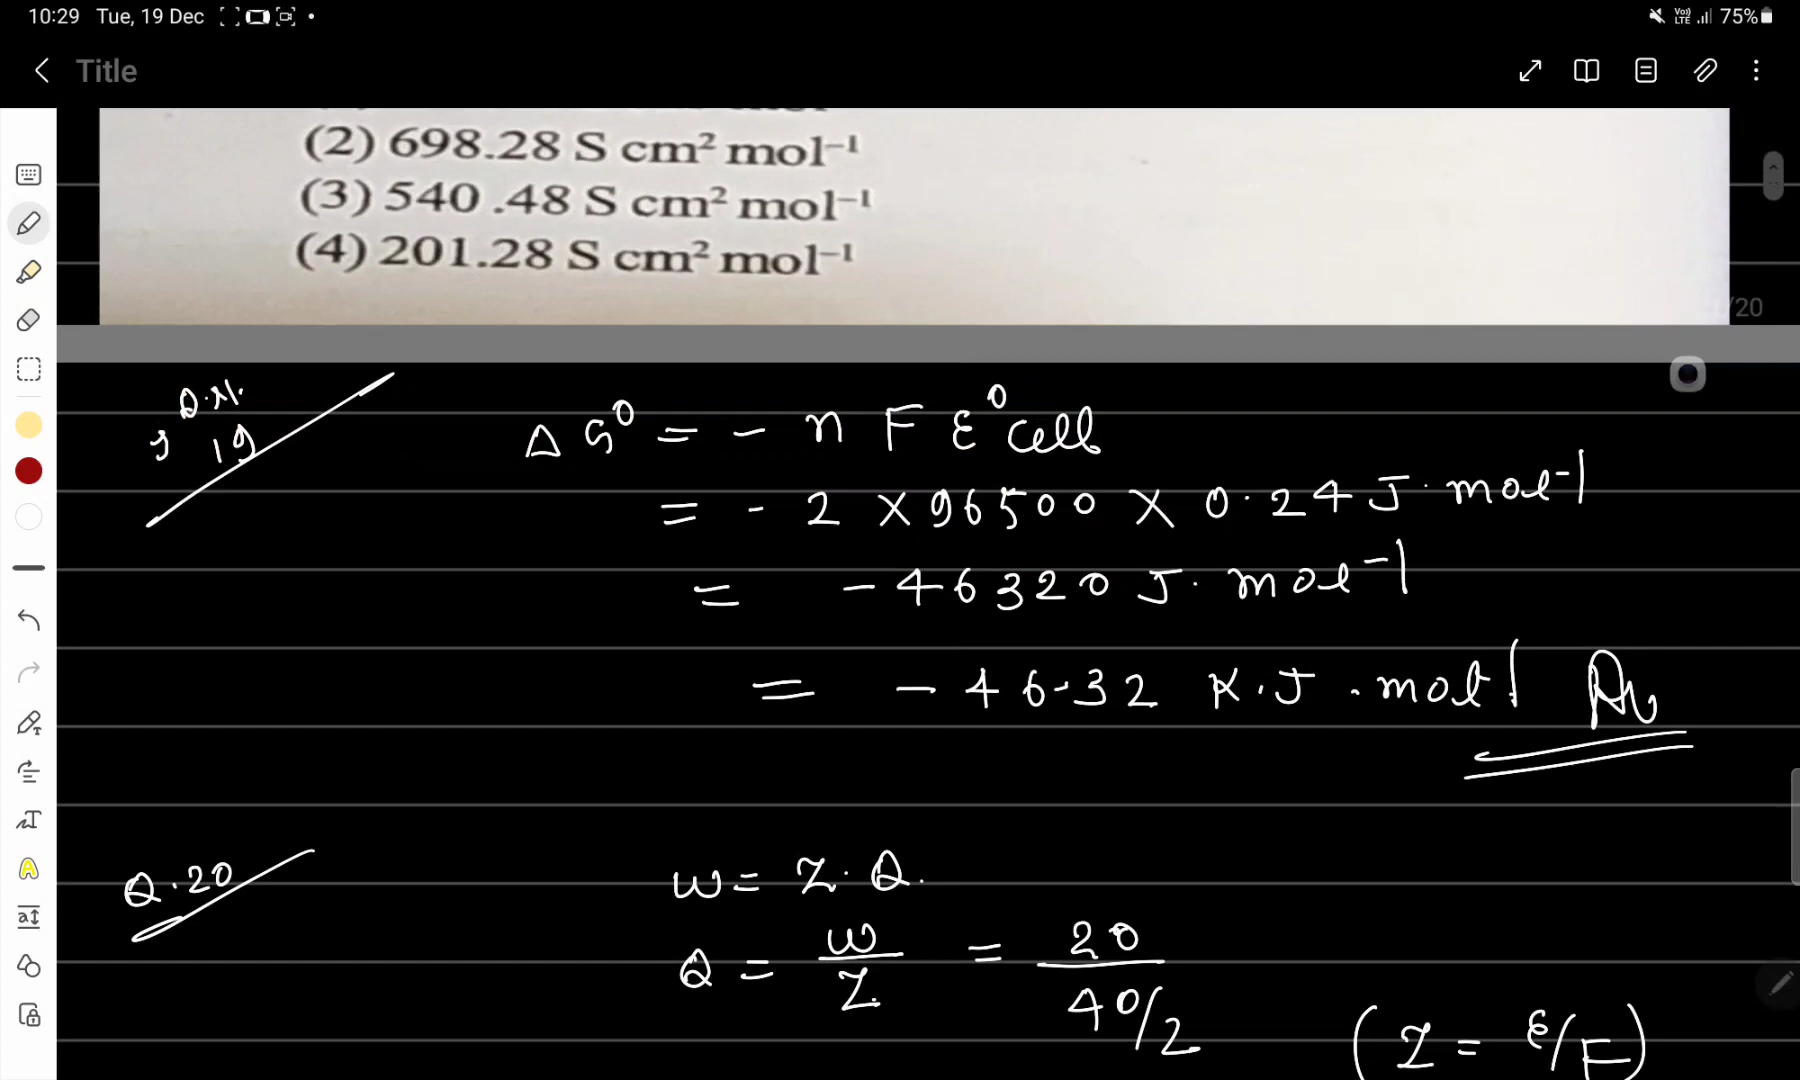 10:29 Tue, 19 Dec
75%
Title
(2) 698.28 S cm² mol⁻¹
(3) 540 .48 S cm² mol⁻¹
(4) 201.28 S cm² mol⁻¹
/20
19
ΔG⁰ = - n F E⁰ cell
= - 2 × 96500 × 0.24 J. mol⁻¹
= - 46320 J. mol⁻¹
= - 46.32 K.J. mol⁻¹
Q.20
W = Z. Q.
Q = W/Z = 20/40/2
(Z = E/F)